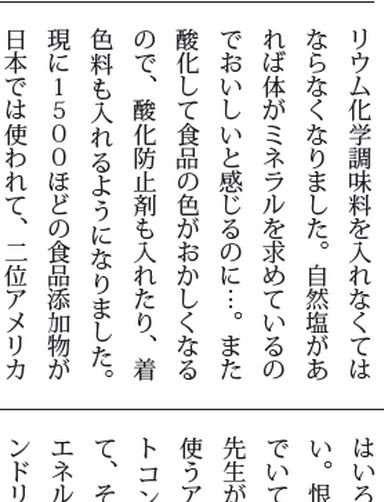 リウム化学調味料を入れなくては
ならなくなりました。自然塩があ
れば体がミネラルを求めているの
でおいしいと感じるのに…。また
酸化して食品の色がおかしくなる
ので、酸化防止剤も入れたり、着
色料も入れるようになりました。
現に1500ほどの食品添加物が
日本では使われて、二位アメリカ
はいろ
い。恨
でいて
先生が
使うア
トコン
て、そ
エネル
ンドリ